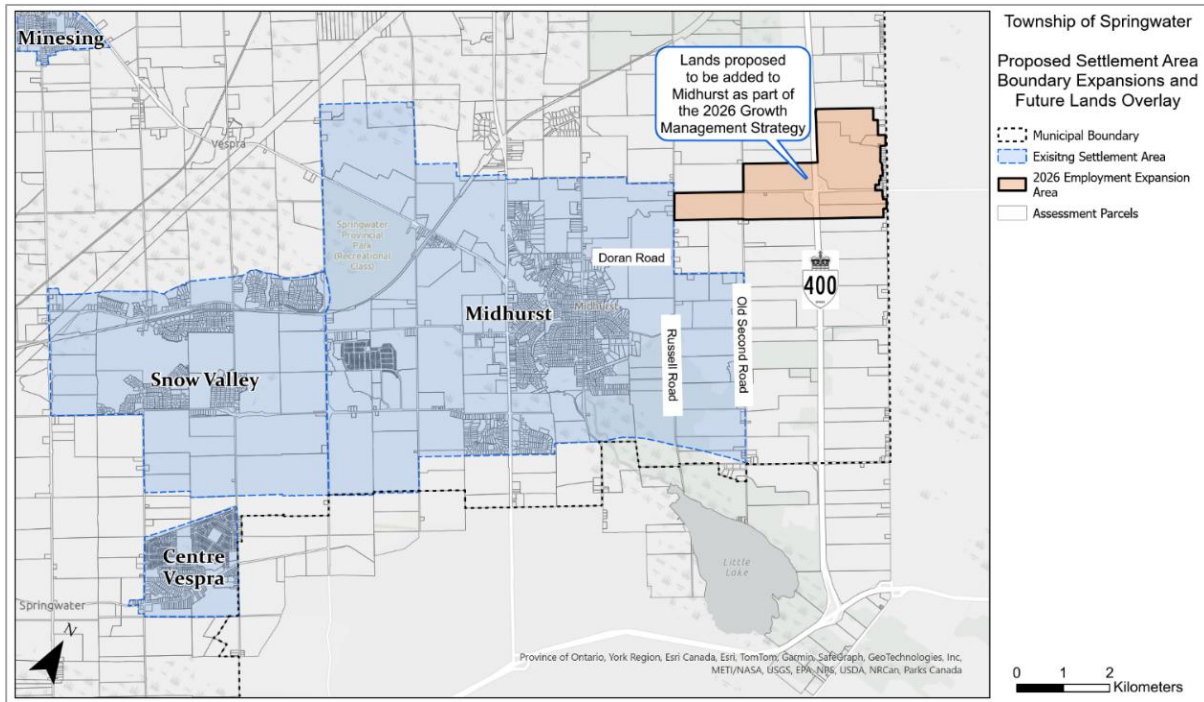 Township of Springwater
Proposed Settlement Area
Boundary Expansions and
Future Lands Overlay
Municipal Boundary
Exisitng Settlement Area
2026 Employment Expansion
Area
Assessment Parcels
Minesing
Vespra
Lands proposed
to be added to
Midhurst as part of
the 2026 Growth
Management Strategy
Springwater
Provincial
Park
(Recreational
Class)
Doran Road
400
Midhurst
Midhurst
Russell Road
Old Second Road
Snow Valley
Centre
Vespra
Springwater
Little
Lake
N
Province of Ontario, York Region, Esri Canada, Esri, TomTom, Garmin, SafeGraph, GeoTechnologies, Inc,
METI/NASA, USGS, EPA, NPS, USDA, NRCan, Parks Canada
0 1 2
Kilometers